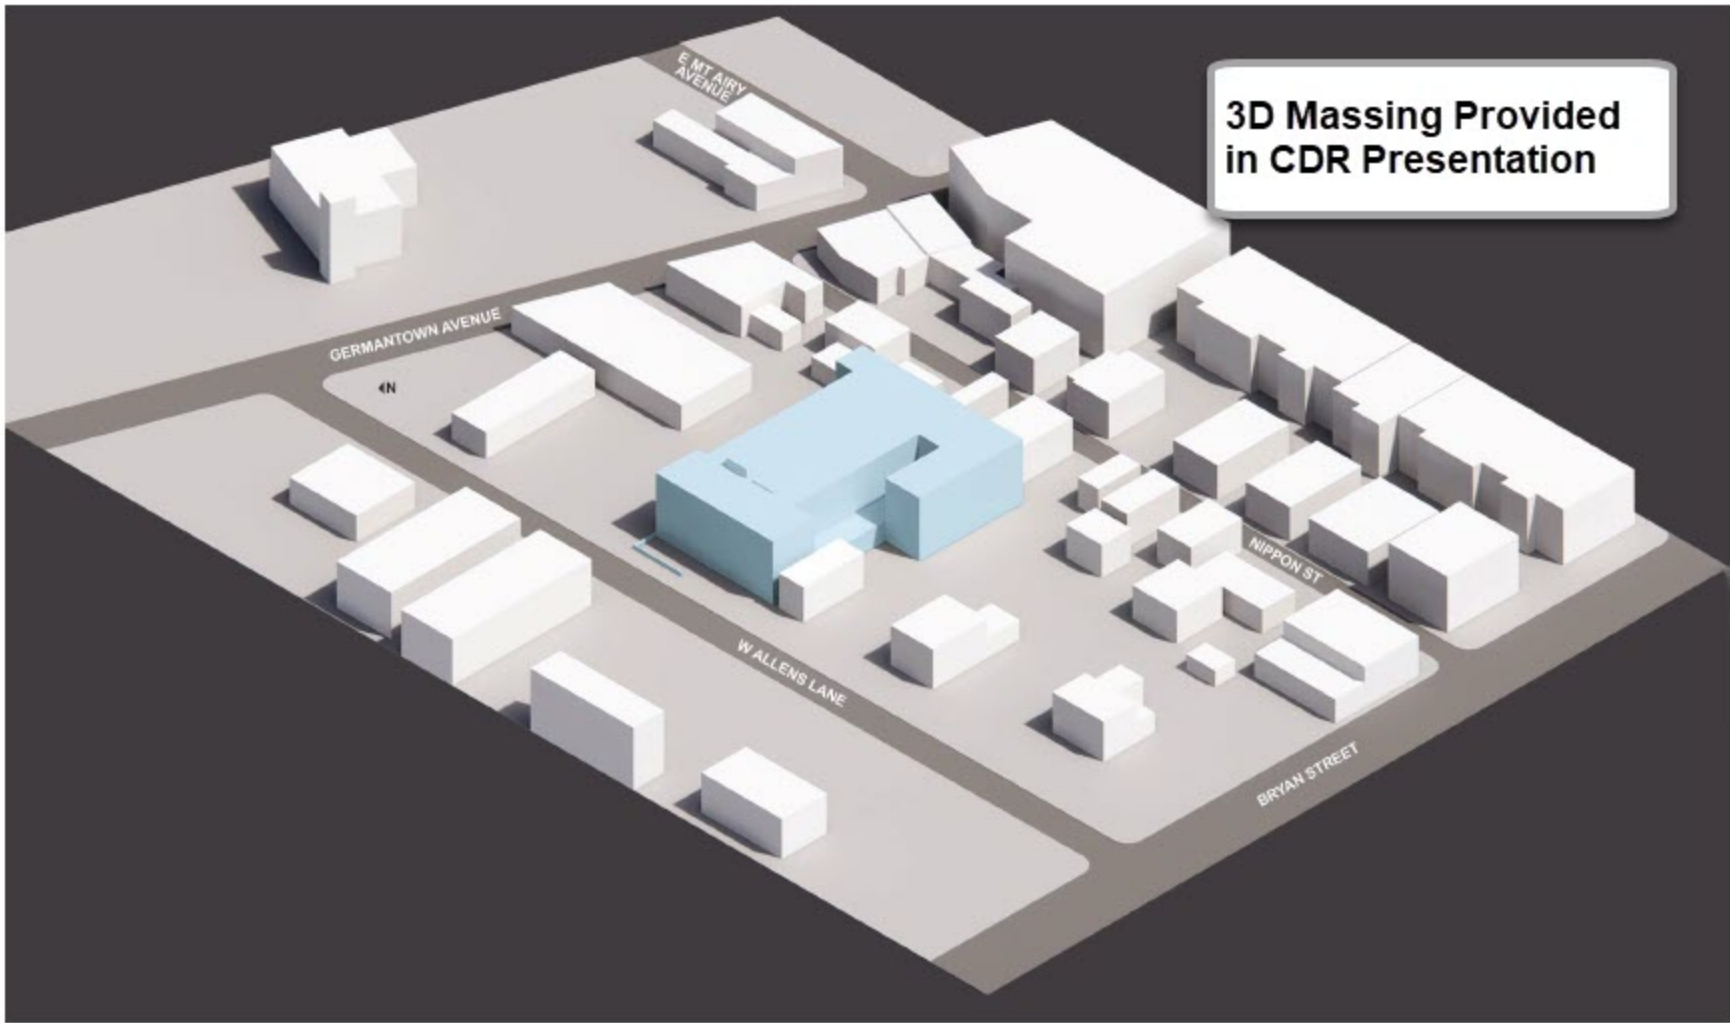 E MT AIRY
AVENUE
3D Massing Provided
in CDR Presentation
GERMANTOWN AVENUE
N
NIPPON ST
W ALLENS LANE
BRYAN STREET